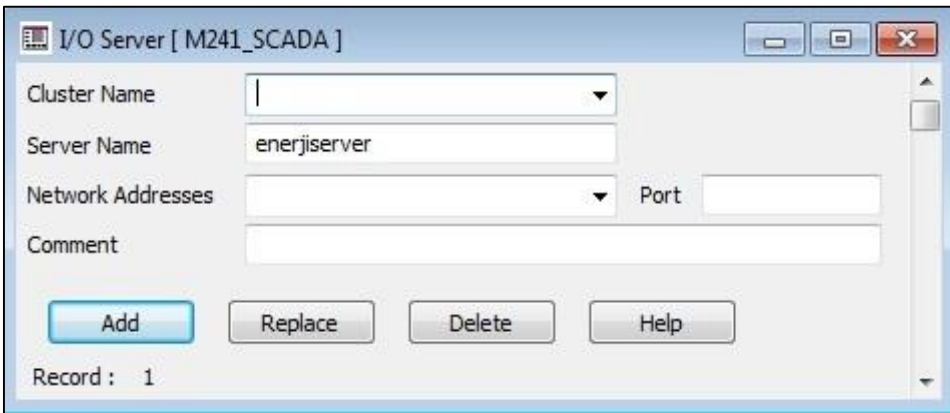 I/O Server [ M241_SCADA ]
Cluster Name
Server Name enerjiserver
Network Addresses Port
Comment
Add Replace Delete Help
Record : 1